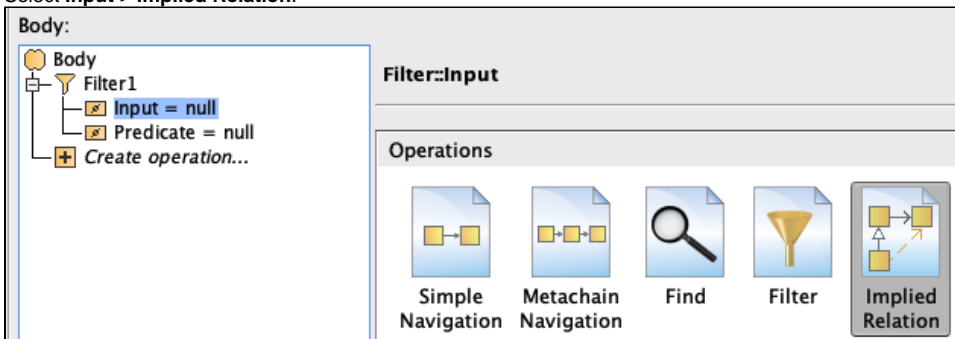 Select Input > Implied Relation.
Body:
Body
Filter1
Input = null
Predicate = null
Create operation...
Filter::Input
Operations
Simple Navigation
Metachain Navigation
Find
Filter
Implied Relation